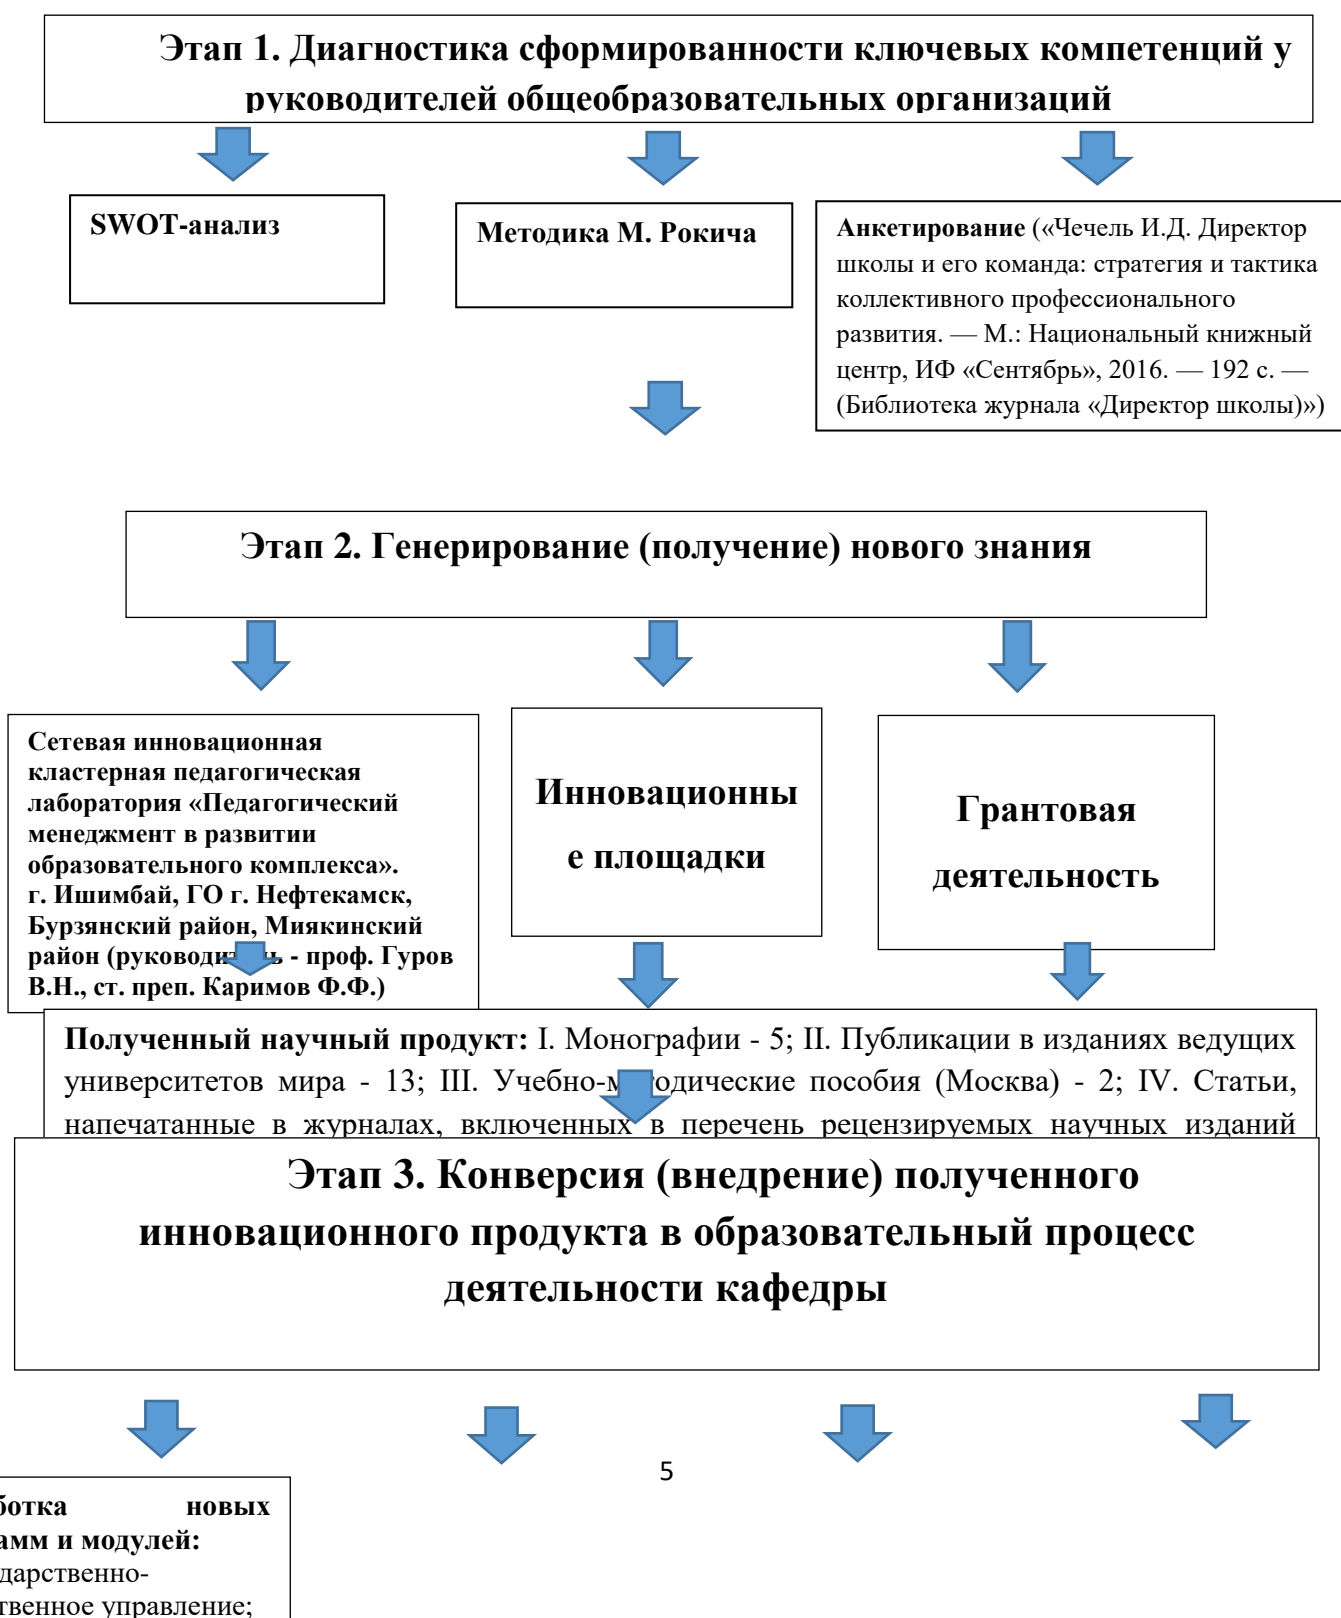 Этап 1. Диагностика сформированности ключевых компетенций у
руководителей общеобразовательных организаций
SWOT-анализ
Методика М. Рокича
Анкетирование («Чечель И.Д. Директор
школы и его команда: стратегия и тактика
коллективного профессионального
развития. — М.: Национальный книжный
центр, ИФ «Сентябрь», 2016. — 192 с. —
(Библиотека журнала «Директор школы)»)
Этап 2. Генерирование (получение) нового знания
Сетевая инновационная
кластерная педагогическая
лаборатория «Педагогический
менеджмент в развитии
образовательного комплекса».
г. Ишимбай, ГО г. Нефтекамск,
Бурзянский район, Миякинский
район (руководитель - проф. Гуров
В.Н., ст. преп. Каримов Ф.Ф.)
Инновационны
е площадки
Грантовая
деятельность
Полученный научный продукт: I. Монографии - 5; II. Публикации в изданиях ведущих
университетов мира - 13; III. Учебно-методические пособия (Москва) - 2; IV. Статьи,
напечатанные в журналах, включенных в перечень рецензируемых научных изданий
Этап 3. Конверсия (внедрение) полученного
инновационного продукта в образовательный процесс
деятельности кафедры
5
ботка новых
амм и модулей:
дарственно-
твенное управление;